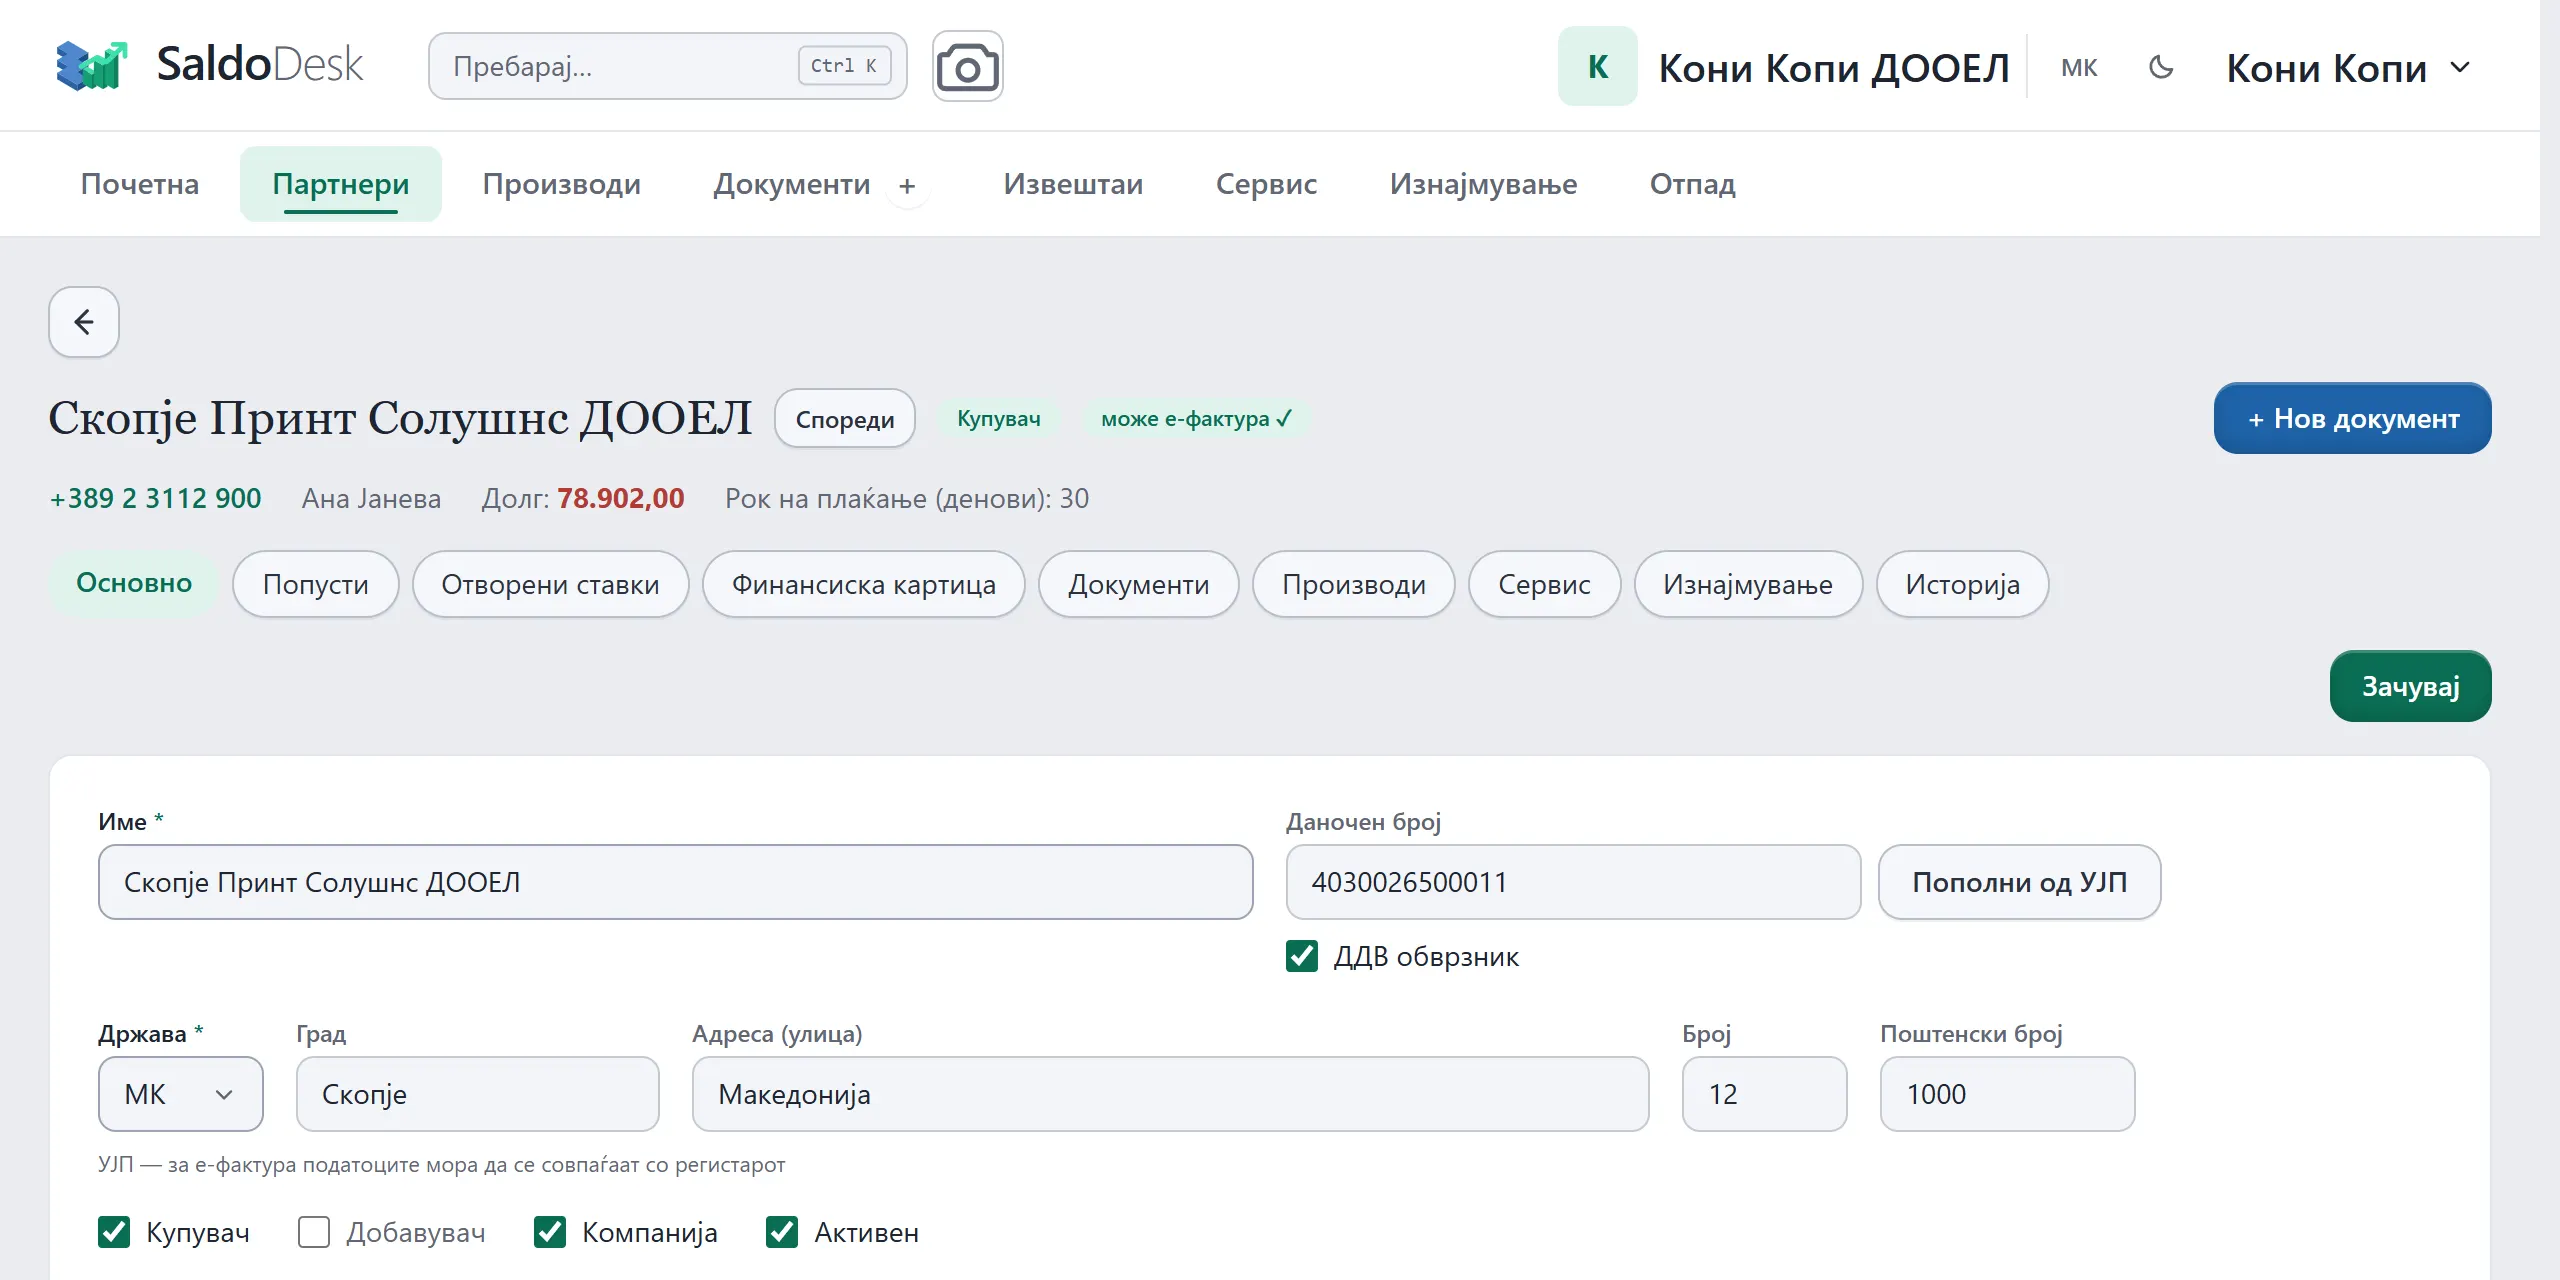 SaldoDesk
Пребарај... Ctrl K
К Кони Копи ДООЕЛ МК Кони Копи
Почетна Партнери Производи Документи + Извештаи Сервис Изнајмување Отпад
Скопје Принт Солушнс ДООЕЛ Спореди Купувач може е-фактура ✓ + Нов документ
+389 2 3112 900 Ана Јанева Долг: 78.902,00 Рок на плаќање (денови): 30
Основно Попусти Отворени ставки Финансиска картица Документи Производи Сервис Изнајмување Историја
Зачувај
Име * Даночен број
Скопје Принт Солушнс ДООЕЛ 4030026500011 Пополни од УЈП
ДДВ обврзник
Држава * Град Адреса (улица) Број Поштенски број
МК Скопје Македонија 12 1000
УЈП — за е-фактура податоците мора да се совпаѓаат со регистарот
Купувач Добавувач Компанија Активен